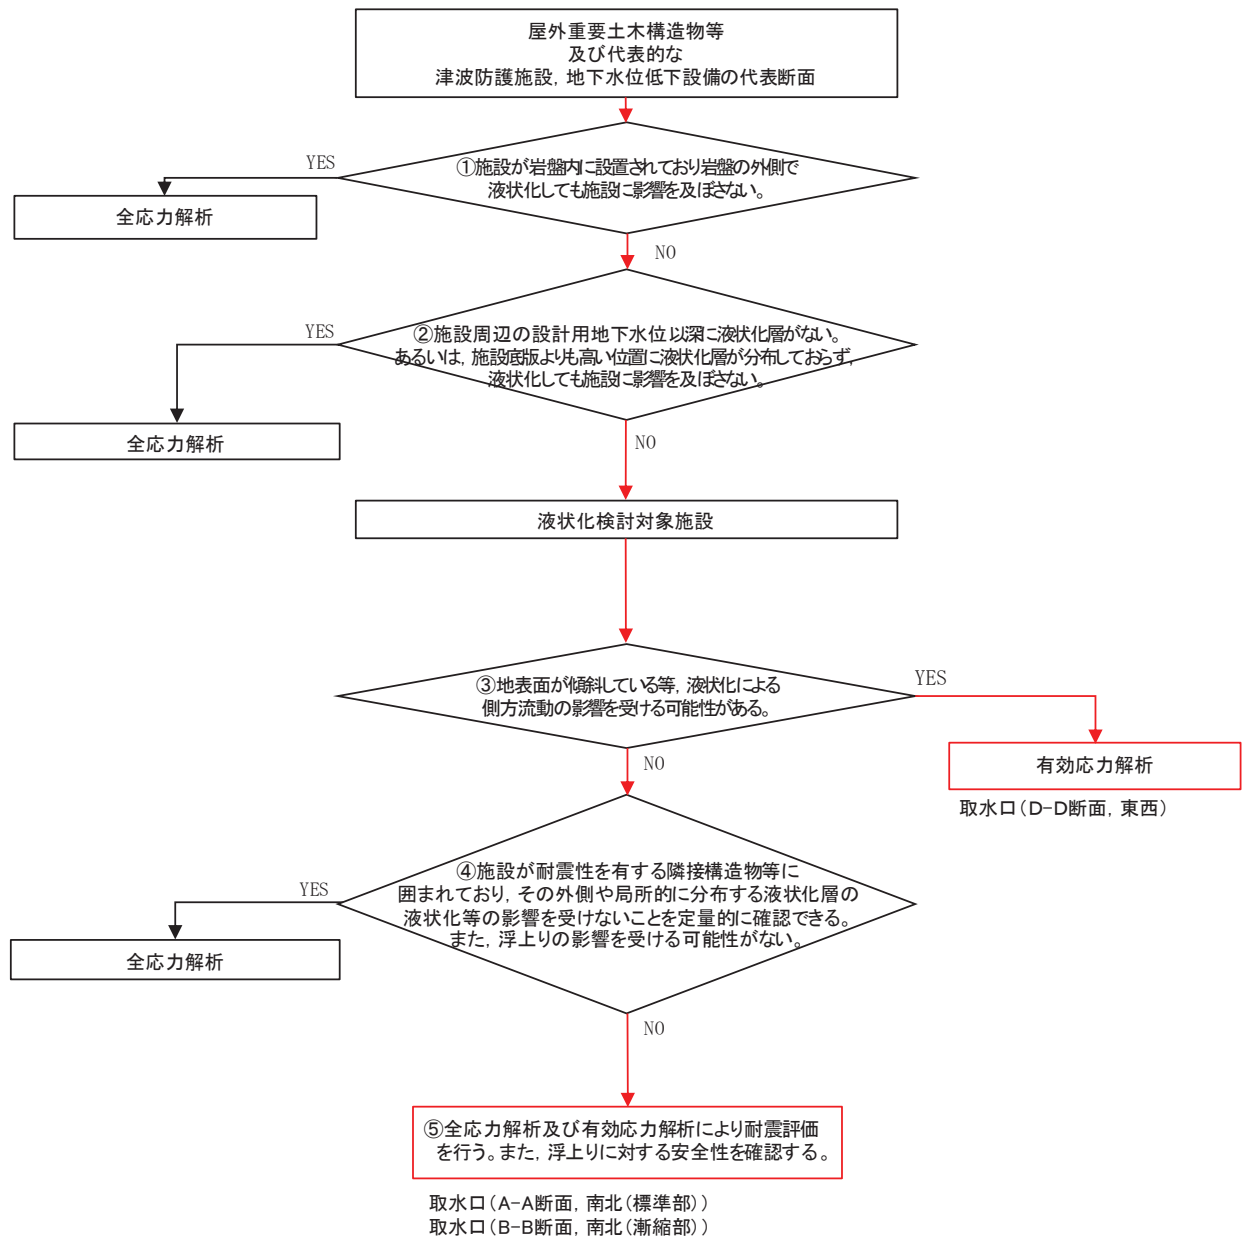 屋外重要土木構造物等
及び代表的な
津波防護施設，地下水位低下設備の代表断面
YES
①施設が岩盤内に設置されており岩盤の外側で
液状化しても施設に影響を及ぼさない。
全応力解析
NO
YES
②施設周辺の設計用地下水位以深に液状化層がない。
あるいは，施設底版よりも高い位置に液状化層が分布しておらず，
液状化しても施設に影響を及ぼさない。
全応力解析
NO
液状化検討対象施設
YES
③地表面が傾斜している等，液状化による
側方流動の影響を受ける可能性がある。
NO
有効応力解析
取水口（D-D断面，東西）
YES
④施設が耐震性を有する隣接構造物等に
囲まれており，その外側や局所的に分布する液状化層の
液状化等の影響を受けないことを定量的に確認できる。
また，浮上りの影響を受ける可能性がない。
全応力解析
NO
⑤全応力解析及び有効応力解析により耐震評価
を行う。また，浮上りに対する安全性を確認する。
取水口（A-A断面，南北（標準部））
取水口（B-B断面，南北（漸縮部））